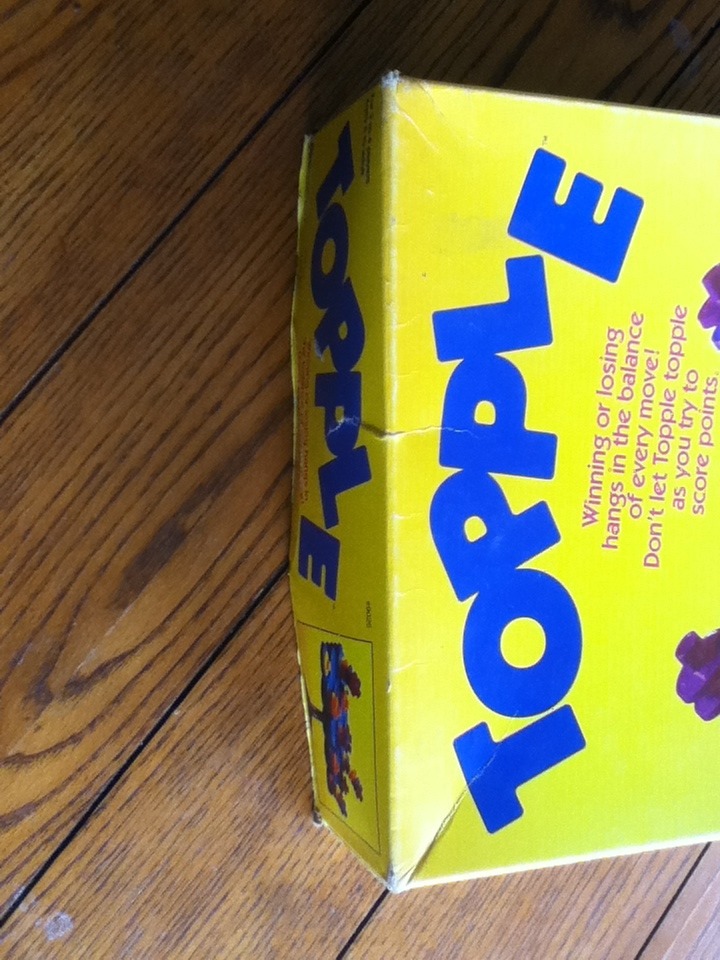 TOPPLE
TM
Winning or losing
hangs in the balance
of every move!
Don't let Topple topple
as you try to
score points.
TOPPLE